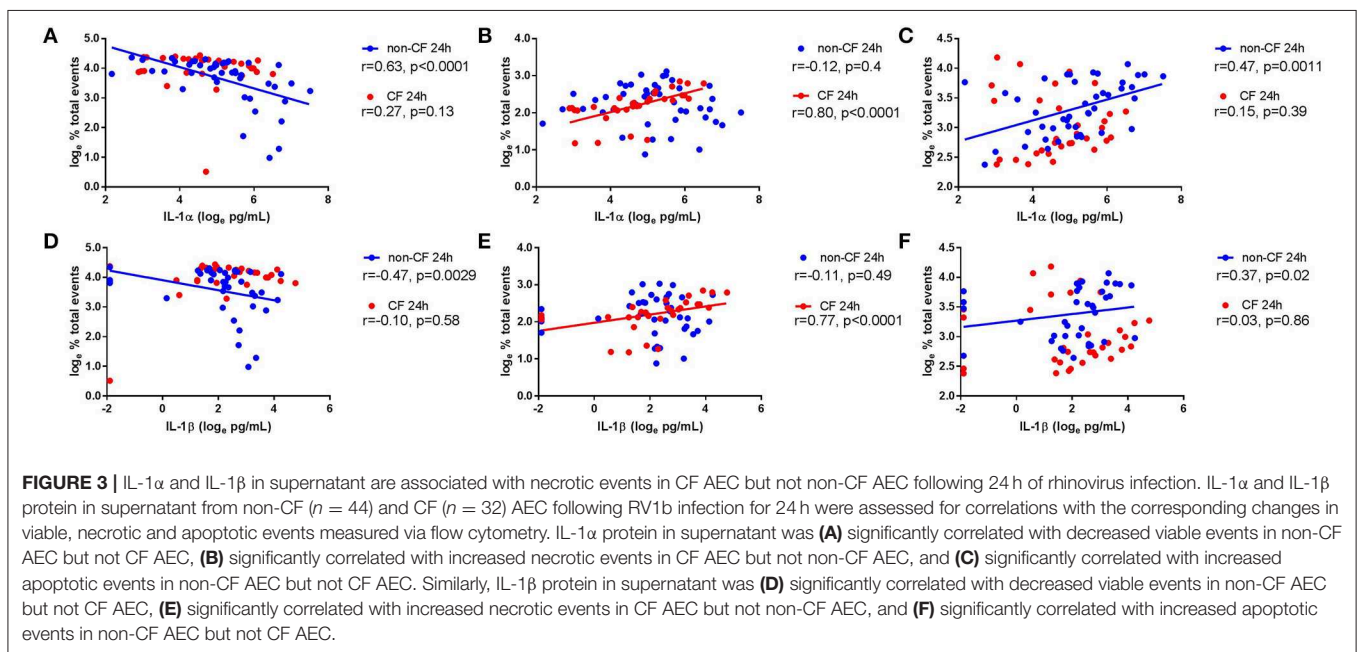 A
log_e % total events
5.0
4.0
3.0
2.0
1.0
0.0
2
4
6
8
IL-1α (log_e pg/mL)
non-CF 24h
r=0.63, p<0.0001
CF 24h
r=0.27, p=0.13
B
log_e % total events
4.0
3.0
2.0
1.0
0.0
2
4
6
8
IL-1α (log_e pg/mL)
non-CF 24h
r=-0.12, p=0.4
CF 24h
r=0.80, p<0.0001
C
log_e % total events
4.5
4.0
3.5
3.0
2.5
2.0
2
4
6
8
IL-1α (log_e pg/mL)
non-CF 24h
r=0.47, p=0.0011
CF 24h
r=0.15, p=0.39
D
log_e % total events
5.0
4.0
3.0
2.0
1.0
0.0
-2
0
2
4
6
IL-1β (log_e pg/mL)
non-CF 24h
r=-0.47, p=0.0029
CF 24h
r=-0.10, p=0.58
E
log_e % total events
4.0
3.0
2.0
1.0
0.0
-2
0
2
4
6
IL-1β (log_e pg/mL)
non-CF 24h
r=-0.11, p=0.49
CF 24h
r=0.77, p<0.0001
F
log_e % total events
4.5
4.0
3.5
3.0
2.5
2.0
-2
0
2
4
6
IL-1β (log_e pg/mL)
non-CF 24h
r=0.37, p=0.02
CF 24h
r=0.03, p=0.86
FIGURE 3 | IL-1α and IL-1β in supernatant are associated with necrotic events in CF AEC but not non-CF AEC following 24 h of rhinovirus infection. IL-1α and IL-1β
protein in supernatant from non-CF (n = 44) and CF (n = 32) AEC following RV1b infection for 24 h were assessed for correlations with the corresponding changes in
viable, necrotic and apoptotic events measured via flow cytometry. IL-1α protein in supernatant was (A) significantly correlated with decreased viable events in non-CF
AEC but not CF AEC, (B) significantly correlated with increased necrotic events in CF AEC but not non-CF AEC, and (C) significantly correlated with increased
apoptotic events in non-CF AEC but not CF AEC. Similarly, IL-1β protein in supernatant was (D) significantly correlated with decreased viable events in non-CF AEC
but not CF AEC, (E) significantly correlated with increased necrotic events in CF AEC but not non-CF AEC, and (F) significantly correlated with increased apoptotic
events in non-CF AEC but not CF AEC.